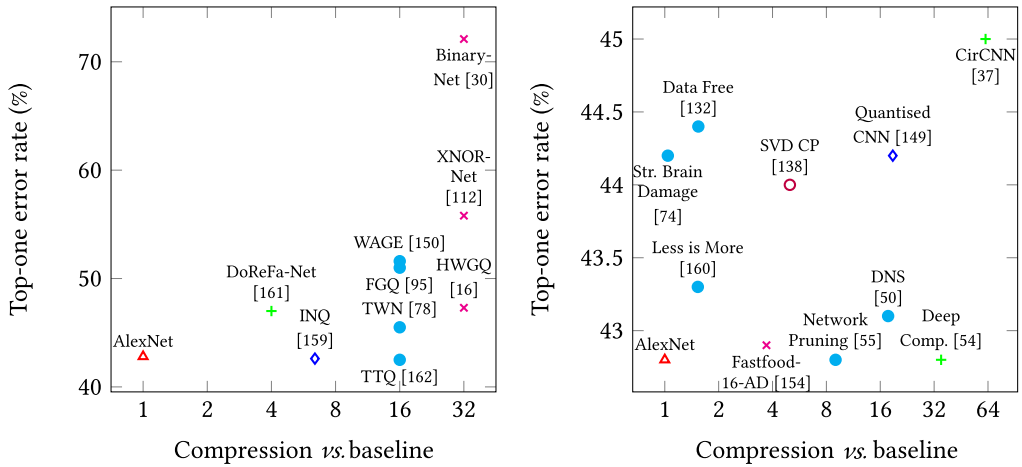 Top-one error rate (%)
70
60
50
40
Binary-
Net [30]
XNOR-
Net
[112]
WAGE [150]
HWGQ
[16]
FGQ [95]
DoReFa-Net
[161]
TWN [78]
INQ
[159]
AlexNet
TTQ [162]
1 2 4 8 16 32
Compression vs. baseline
Top-one error rate (%)
45
44.5
44
43.5
43
CirCNN
[37]
Data Free
[132]
Quantised
CNN [149]
SVD CP
[138]
Str. Brain
Damage
[74]
Less is More
[160]
DNS
[50]
Network
Pruning [55]
Deep
Comp. [54]
AlexNet
Fastfood-
16-AD [154]
1 2 4 8 16 32 64
Compression vs. baseline